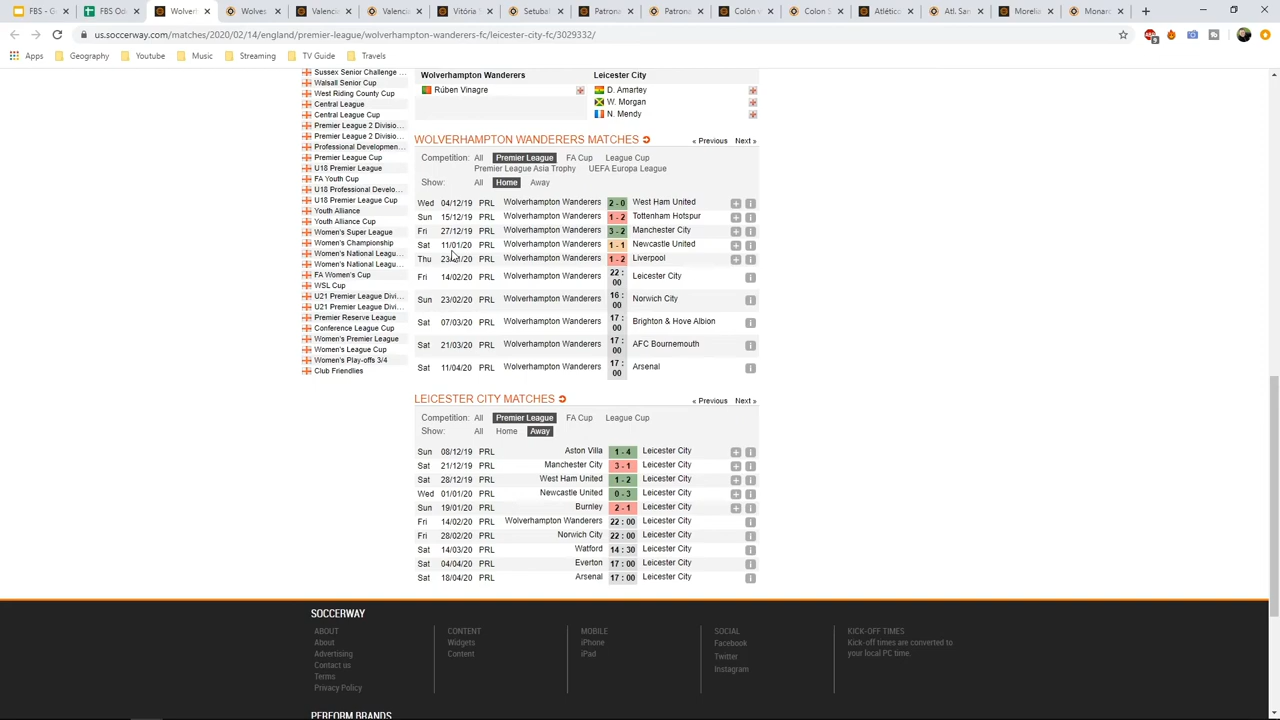 FBS - G
FBS Od
Wolver
Wolves
Valenci
Valenci
Vitória
Setubal
Patrona
Patrona
Colón v
Colon S
Atlético
Atl. San
Morelia
Monarc
us.soccerway.com/matches/2020/02/14/england/premier-league/wolverhampton-wanderers-fc/leicester-city-fc/3029332/
Apps Geography Youtube Music Streaming TV Guide Travels
Sussex Senior Challenge ...
Walsall Senior Cup
West Riding County Cup
Central League
Central League Cup
Premier League 2 Divisio...
Premier League 2 Divisio...
Professional Developmen...
Premier League Cup
U18 Premier League
FA Youth Cup
U18 Professional Develo...
U18 Premier League Cup
Youth Alliance
Youth Alliance Cup
Women's Super League
Women's Championship
Women's National Leagu...
Women's National Leagu...
FA Women's Cup
WSL Cup
U21 Premier League Divi...
U21 Premier League Divi...
Premier Reserve League
Conference League Cup
Women's Premier League
Women's League Cup
Women's Play-offs 3/4
Club Friendlies
Wolverhampton Wanderers Leicester City
Rúben Vinagre D. Amartey
W. Morgan
N. Mendy
WOLVERHAMPTON WANDERERS MATCHES
« Previous Next »
Competition: All Premier League FA Cup League Cup
Premier League Asia Trophy UEFA Europa League
Show: All Home Away
Wed 04/12/19 PRL Wolverhampton Wanderers 2 - 0 West Ham United
Sun 15/12/19 PRL Wolverhampton Wanderers 1 - 2 Tottenham Hotspur
Fri 27/12/19 PRL Wolverhampton Wanderers 3 - 2 Manchester City
Sat 11/01/20 PRL Wolverhampton Wanderers 1 - 1 Newcastle United
Thu 23/01/20 PRL Wolverhampton Wanderers 1 - 2 Liverpool
Fri 14/02/20 PRL Wolverhampton Wanderers 22 : 00 Leicester City
Sun 23/02/20 PRL Wolverhampton Wanderers 16 : 00 Norwich City
Sat 07/03/20 PRL Wolverhampton Wanderers 17 : 00 Brighton & Hove Albion
Sat 21/03/20 PRL Wolverhampton Wanderers 17 : 00 AFC Bournemouth
Sat 11/04/20 PRL Wolverhampton Wanderers 17 : 00 Arsenal
LEICESTER CITY MATCHES
« Previous Next »
Competition: All Premier League FA Cup League Cup
Show: All Home Away
Sun 08/12/19 PRL Aston Villa 1 - 4 Leicester City
Sat 21/12/19 PRL Manchester City 3 - 1 Leicester City
Sat 28/12/19 PRL West Ham United 1 - 2 Leicester City
Wed 01/01/20 PRL Newcastle United 0 - 3 Leicester City
Sun 19/01/20 PRL Burnley 2 - 1 Leicester City
Fri 14/02/20 PRL Wolverhampton Wanderers 22 : 00 Leicester City
Fri 28/02/20 PRL Norwich City 22 : 00 Leicester City
Sat 14/03/20 PRL Watford 14 : 30 Leicester City
Sat 04/04/20 PRL Everton 17 : 00 Leicester City
Sat 18/04/20 PRL Arsenal 17 : 00 Leicester City
SOCCERWAY
ABOUT
About
Advertising
Contact us
Terms
Privacy Policy
CONTENT
Widgets
Content
MOBILE
iPhone
iPad
SOCIAL
Facebook
Twitter
Instagram
KICK-OFF TIMES
Kick-off times are converted to
your local PC time.
PERFORM BRANDS